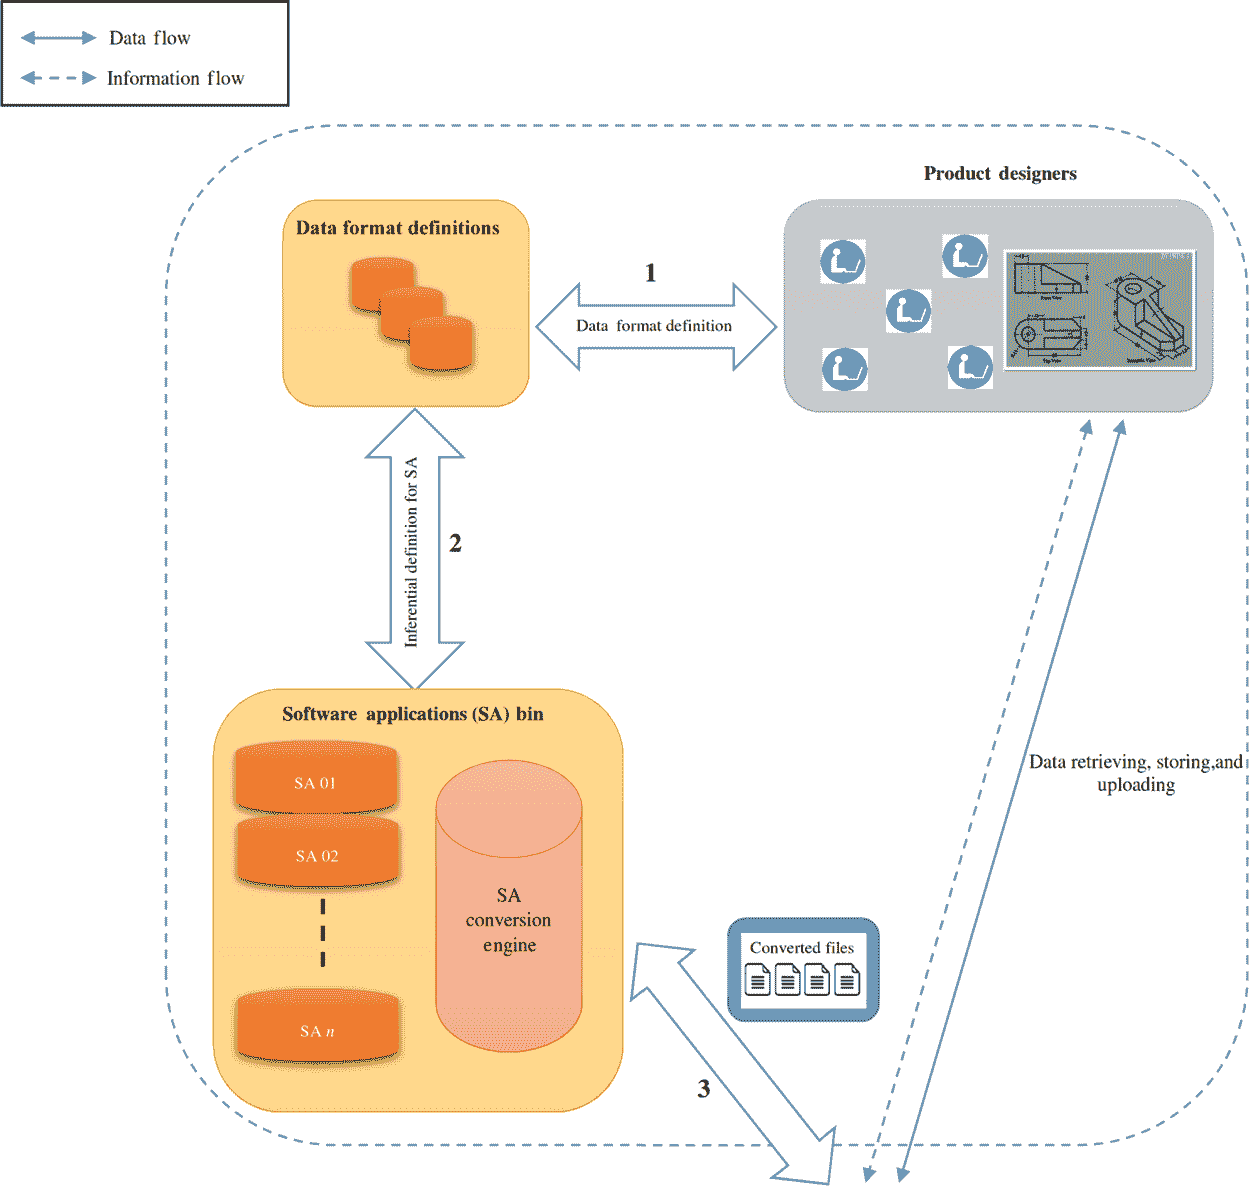 Data flow
Information flow
Product designers
Data format definitions
1
Data format definition
Inferential definition for SA
2
Software applications (SA) bin
SA 01
SA 02
SA n
SA
conversion
engine
Data retrieving, storing,and
uploading
Converted files
3